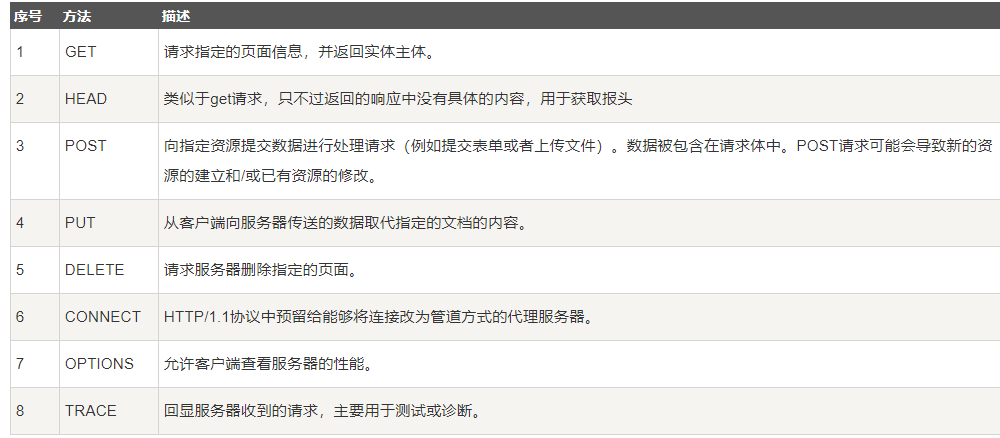 序号 方法 描述
1 GET 请求指定的页面信息，并返回实体主体。
2 HEAD 类似于get请求，只不过返回的响应中没有具体的内容，用于获取报头
3 POST 向指定资源提交数据进行处理请求（例如提交表单或者上传文件）。数据被包含在请求体中。POST请求可能会导致新的资
源的建立和/或已有资源的修改。
4 PUT 从客户端向服务器传送的数据取代指定的文档的内容。
5 DELETE 请求服务器删除指定的页面。
6 CONNECT HTTP/1.1协议中预留给能够将连接改为管道方式的代理服务器。
7 OPTIONS 允许客户端查看服务器的性能。
8 TRACE 回显服务器收到的请求，主要用于测试或诊断。